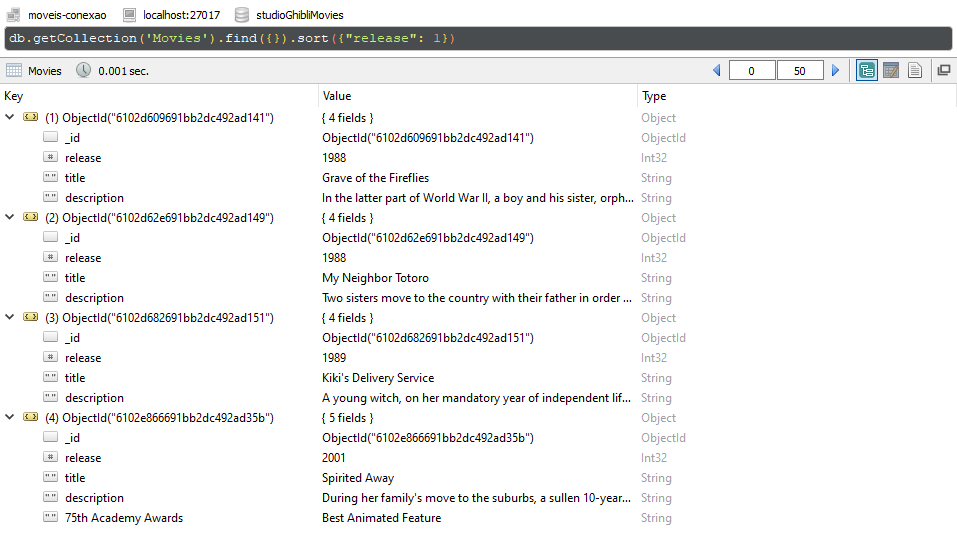 moveis-conexao localhost:27017 studioGhibliMovies
db.getCollection('Movies').find({}).sort({"release": 1})
Movies 0.001 sec. 0 50
Key Value Type
(1) ObjectId("6102d609691bb2dc492ad141") { 4 fields } Object
_id ObjectId("6102d609691bb2dc492ad141") ObjectId
# release 1988 Int32
"" title Grave of the Fireflies String
"" description In the latter part of World War II, a boy and his sister, orph... String
(2) ObjectId("6102d62e691bb2dc492ad149") { 4 fields } Object
_id ObjectId("6102d62e691bb2dc492ad149") ObjectId
# release 1988 Int32
"" title My Neighbor Totoro String
"" description Two sisters move to the country with their father in order ... String
(3) ObjectId("6102d682691bb2dc492ad151") { 4 fields } Object
_id ObjectId("6102d682691bb2dc492ad151") ObjectId
# release 1989 Int32
"" title Kiki's Delivery Service String
"" description A young witch, on her mandatory year of independent lif... String
(4) ObjectId("6102e866691bb2dc492ad35b") { 5 fields } Object
_id ObjectId("6102e866691bb2dc492ad35b") ObjectId
# release 2001 Int32
"" title Spirited Away String
"" description During her family's move to the suburbs, a sullen 10-year... String
"" 75th Academy Awards Best Animated Feature String